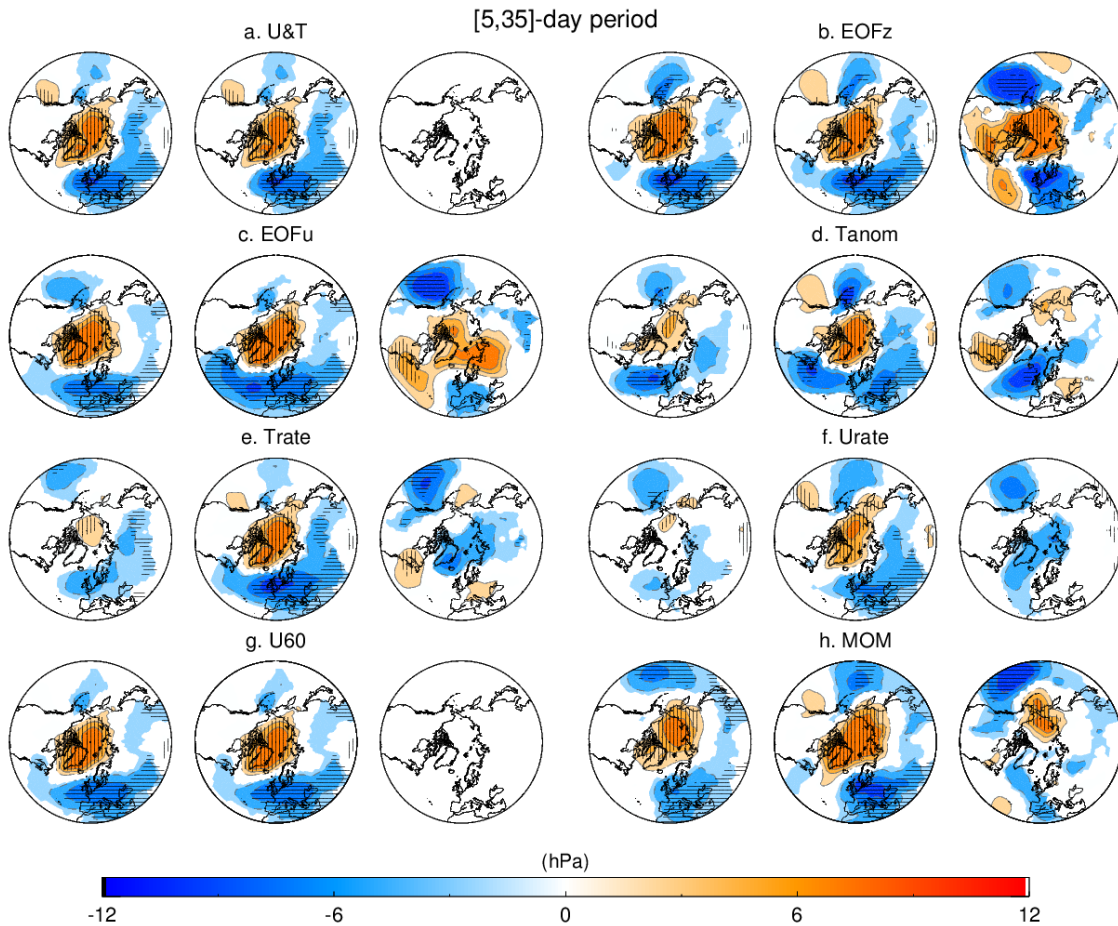 [5,35]-day period
a. U&T
b. EOFz
c. EOFu
d. Tanom
e. Trate
f. Urate
g. U60
h. MOM
(hPa)
-12 -6 0 6 12